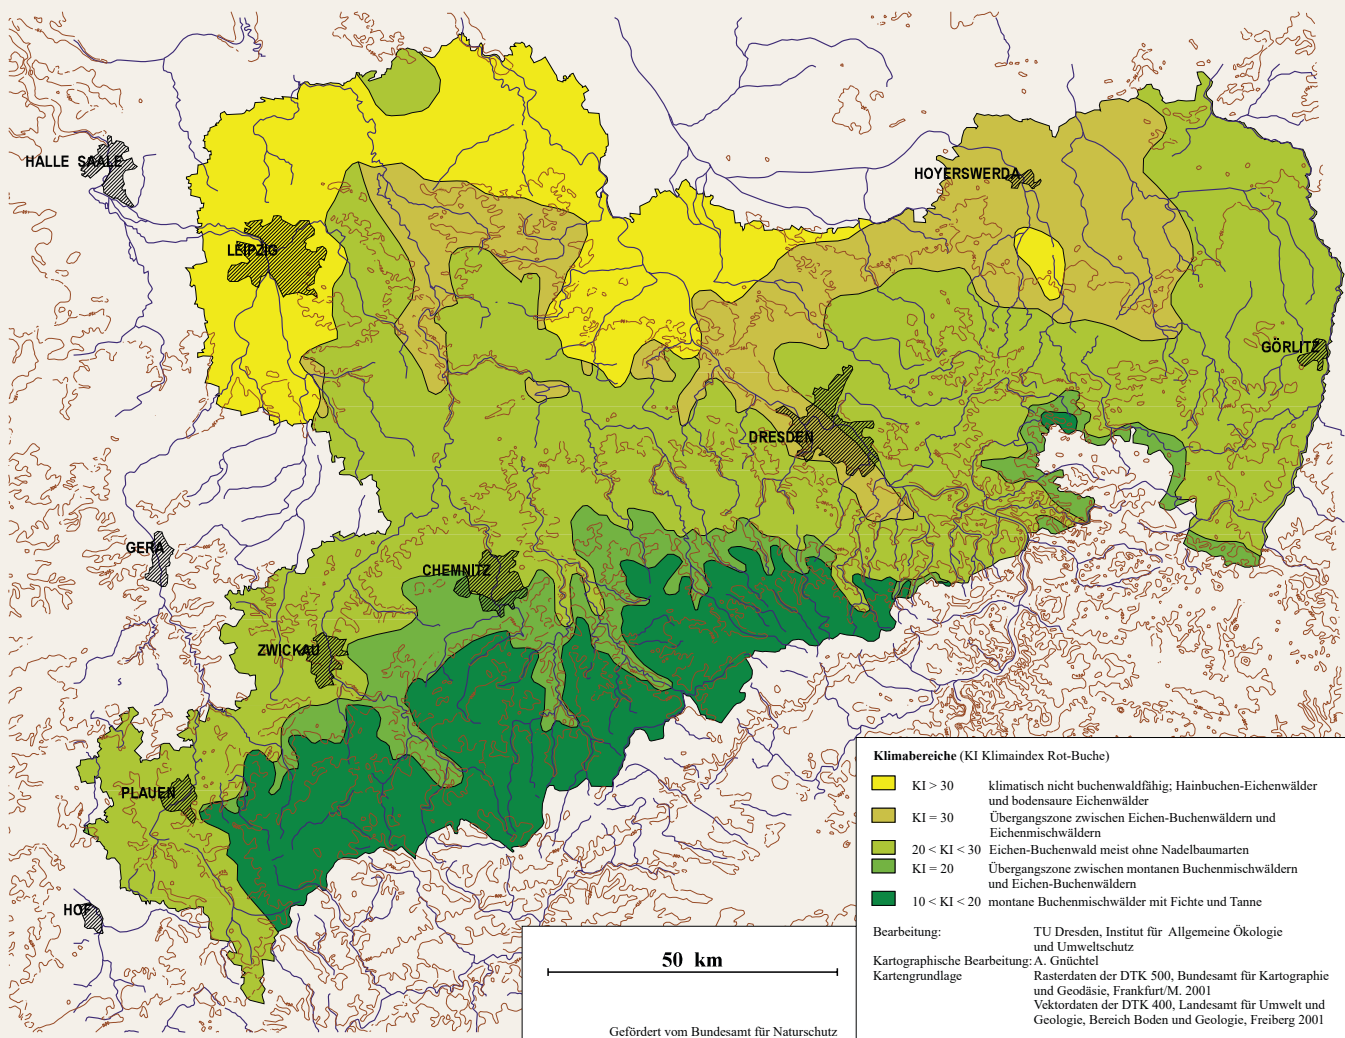 HALLE SAALE
LEIPZIG
HOYERSWERDA
GÖRLITZ
DRESDEN
GERA
CHEMNITZ
ZWICKAU
PLAUEN
HOF
50 km
Gefördert vom Bundesamt für Naturschutz
Klimabereiche (KI Klimaindex Rot-Buche)
KI > 30 klimatisch nicht buchenwaldfähig; Hainbuchen-Eichenwälder
und bodensaure Eichenwälder
KI = 30 Übergangszone zwischen Eichen-Buchenwäldern und
Eichenmischwäldern
20 < KI < 30 Eichen-Buchenwald meist ohne Nadelbaumarten
KI = 20 Übergangszone zwischen montanen Buchenmischwäldern
und Eichen-Buchenwäldern
10 < KI < 20 montane Buchenmischwälder mit Fichte und Tanne
Bearbeitung: TU Dresden, Institut für Allgemeine Ökologie
und Umweltschutz
Kartographische Bearbeitung: A. Gnüchtel
Kartengrundlage Rasterdaten der DTK 500, Bundesamt für Kartographie
und Geodäsie, Frankfurt/M. 2001
Vektordaten der DTK 400, Landesamt für Umwelt und
Geologie, Bereich Boden und Geologie, Freiberg 2001